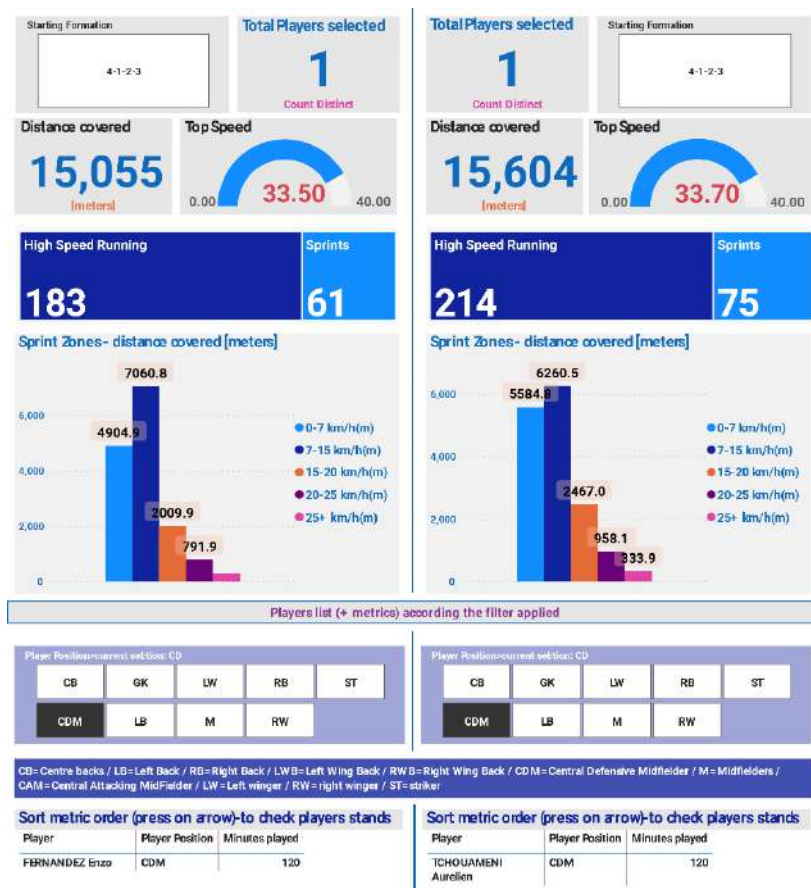 Starting Formation
4-1-2-3
Total Players selected
1
Count Distinct
Distance covered
15,055
[meters]
Top Speed
0.00
33.50
40.00
High Speed Running
183
Sprints
61
Sprint Zones- distance covered [meters]
7060.8
4904.9
2009.9
791.9
6,000
4,000
2,000
0
0-7 km/h(m)
7-15 km/h(m)
15-20 km/h(m)
20-25 km/h(m)
25+ km/h(m)
Total Players selected
1
Count Distinct
Starting Formation
4-1-2-3
Distance covered
15,604
[meters]
Top Speed
0.00
33.70
40.00
High Speed Running
214
Sprints
75
Sprint Zones- distance covered [meters]
6260.5
5584.8
2467.0
958.1
333.9
6,000
4,000
2,000
0
0-7 km/h(m)
7-15 km/h(m)
15-20 km/h(m)
20-25 km/h(m)
25+ km/h(m)
Players list (+ metrics) according the filter applied
Player Position>current setion: CD
CB GK LW RB ST
CDM LB M RW
Player Position>current setion: CD
CB GK LW RB ST
CDM LB M RW
CB= Centre backs / LB= Left Back / RB= Right Back / LWB= Left Wing Back / RWB= Right Wing Back / CDM= Central Defensive Midfielder / M= Midfielders /
CAM= Central Attacking MidFielder / LW= Left winger / RW= right winger / ST= striker
Sort metric order (press on arrow)-to check players stands
Player Player Position Minutes played
FERNANDEZ Enzo CDM 120
Sort metric order (press on arrow)-to check players stands
Player Player Position Minutes played
TCHOUAMENI CDM 120
Aurelien